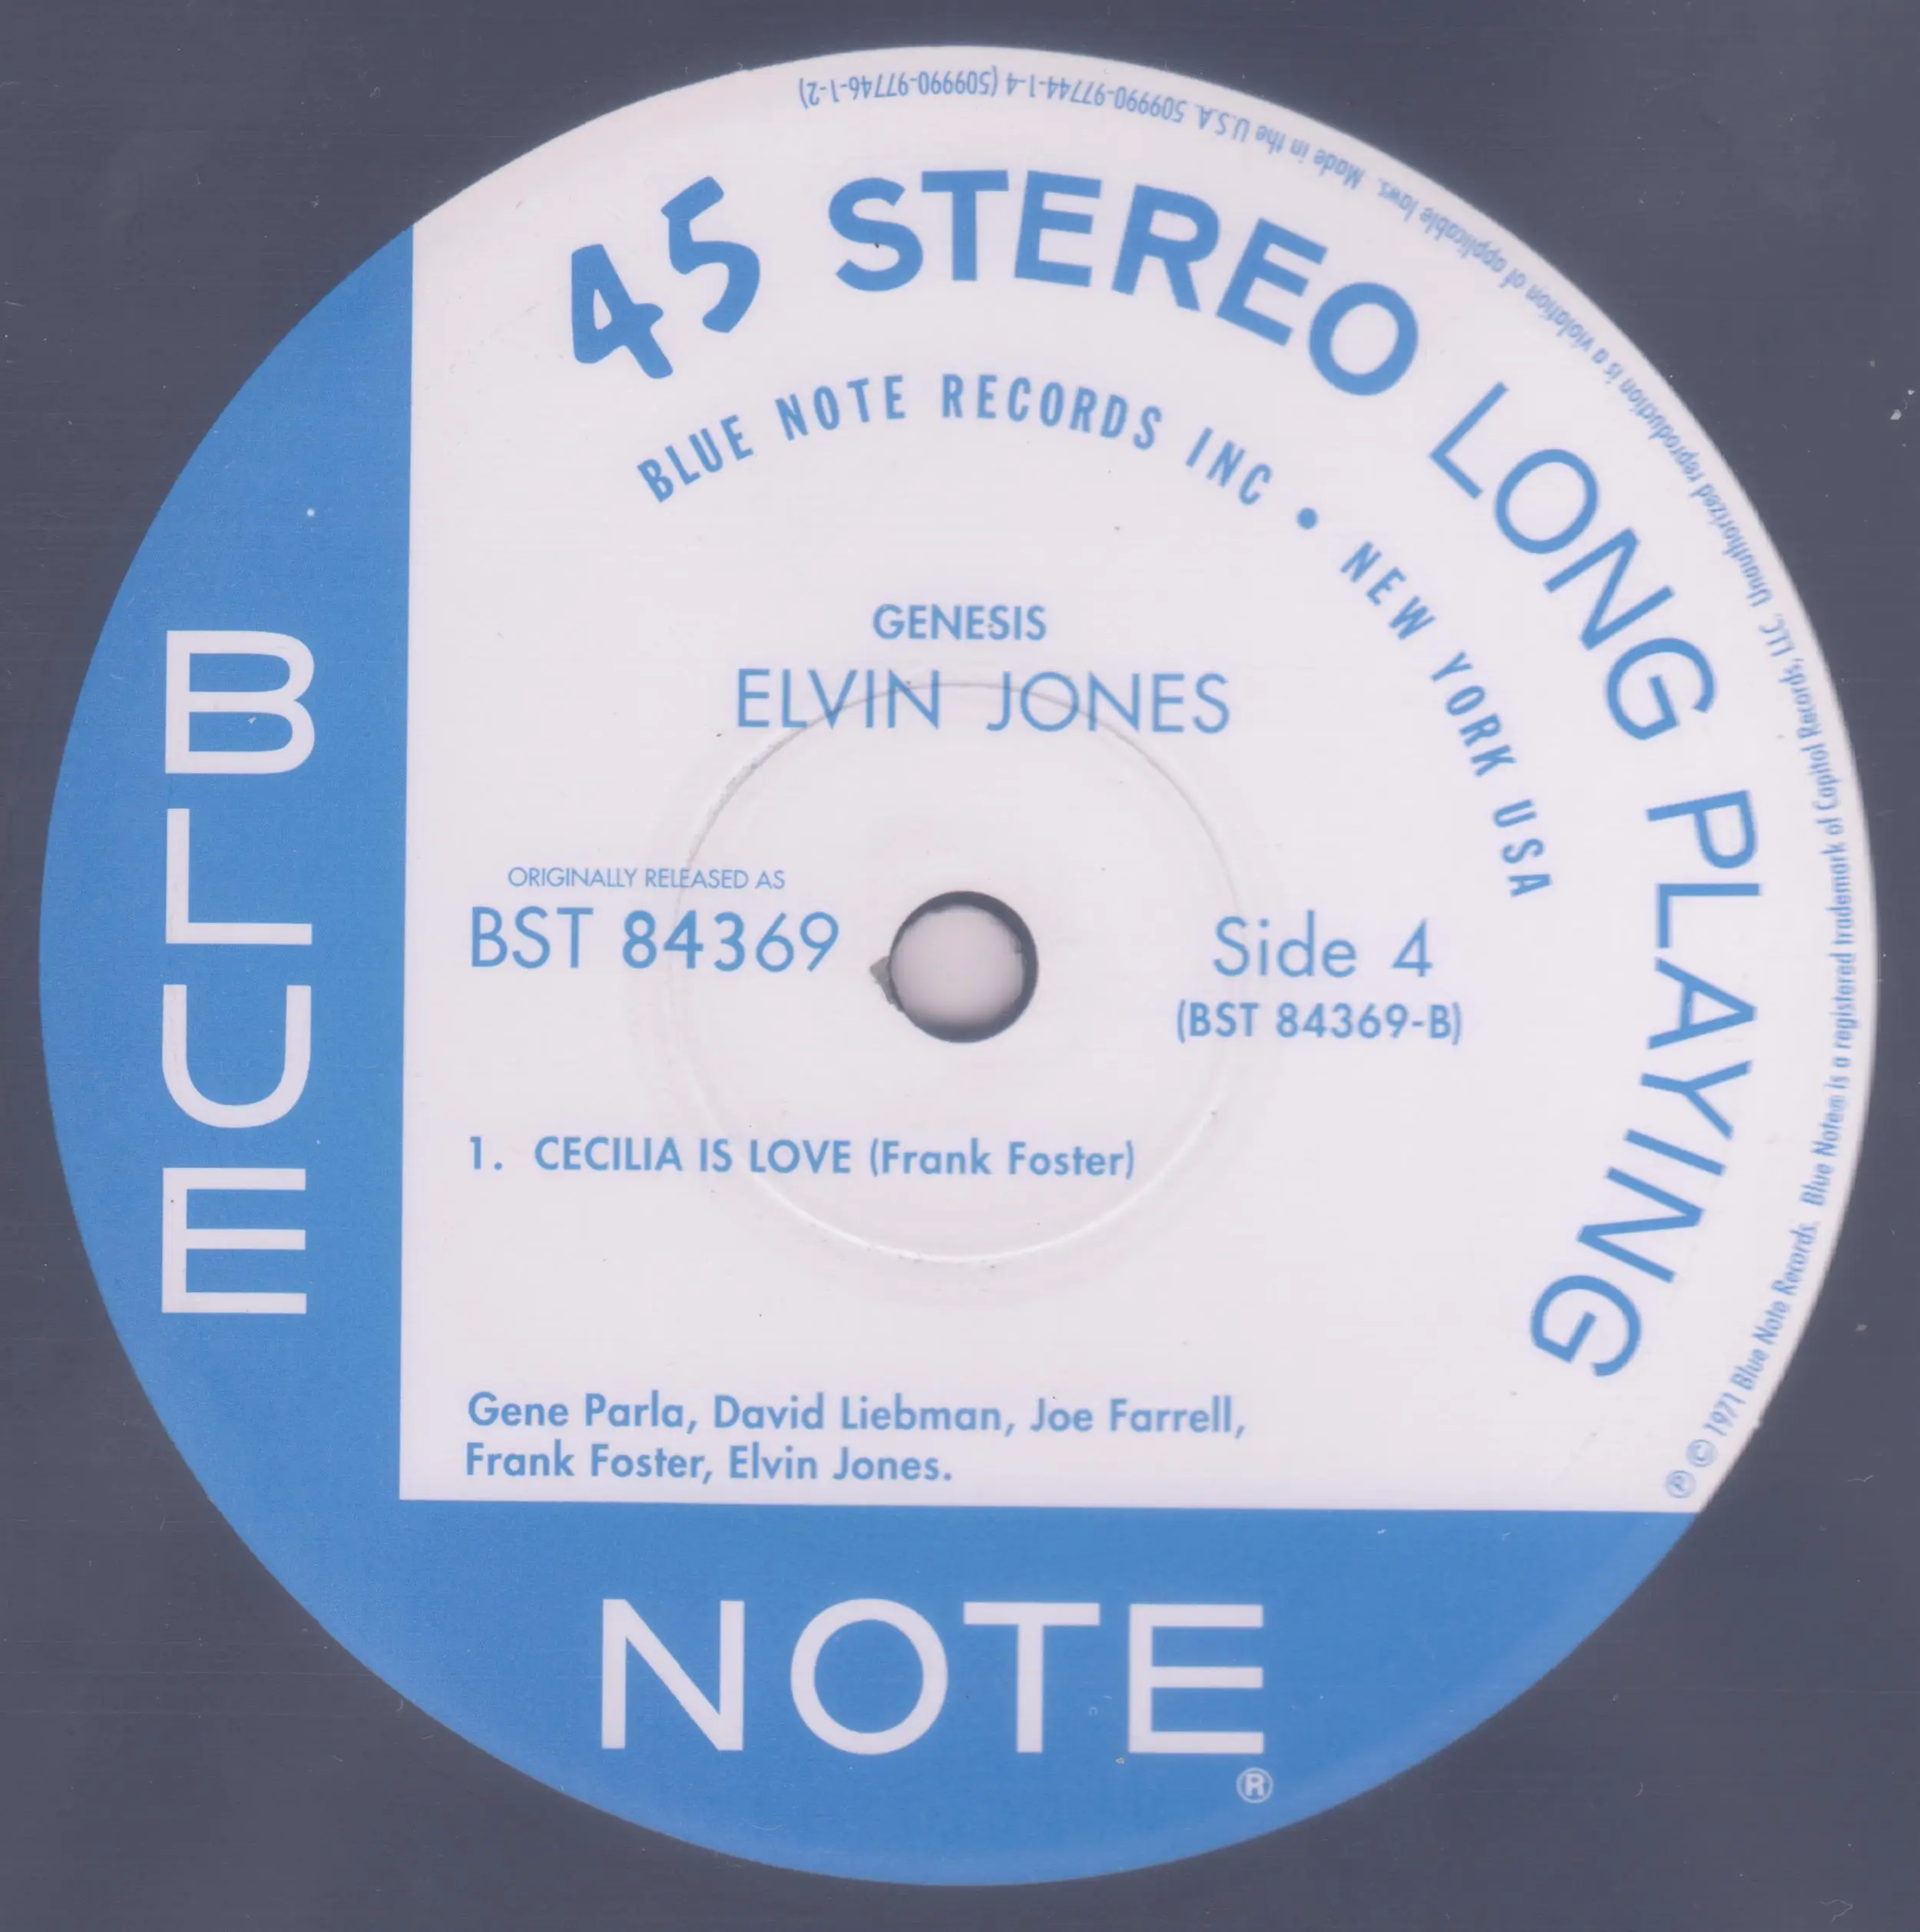 45 STEREO LONG PLAYING
BLUE NOTE RECORDS INC • NEW YORK USA
GENESIS
ELVIN JONES
ORIGINALLY RELEASED AS
BST 84369
Side 4
(BST 84369-B)
1. CECILIA IS LOVE (Frank Foster)
Gene Parla, David Liebman, Joe Farrell,
Frank Foster, Elvin Jones.
BLUE
NOTE
®
℗ © 1971 Blue Note Records. Blue Note® is a registered trademark of Capitol Records, LLC. Unauthorized reproduction is a violation of applicable laws. Made in the U.S.A. 509990-97744-1-4 (509990-97746-1-2)